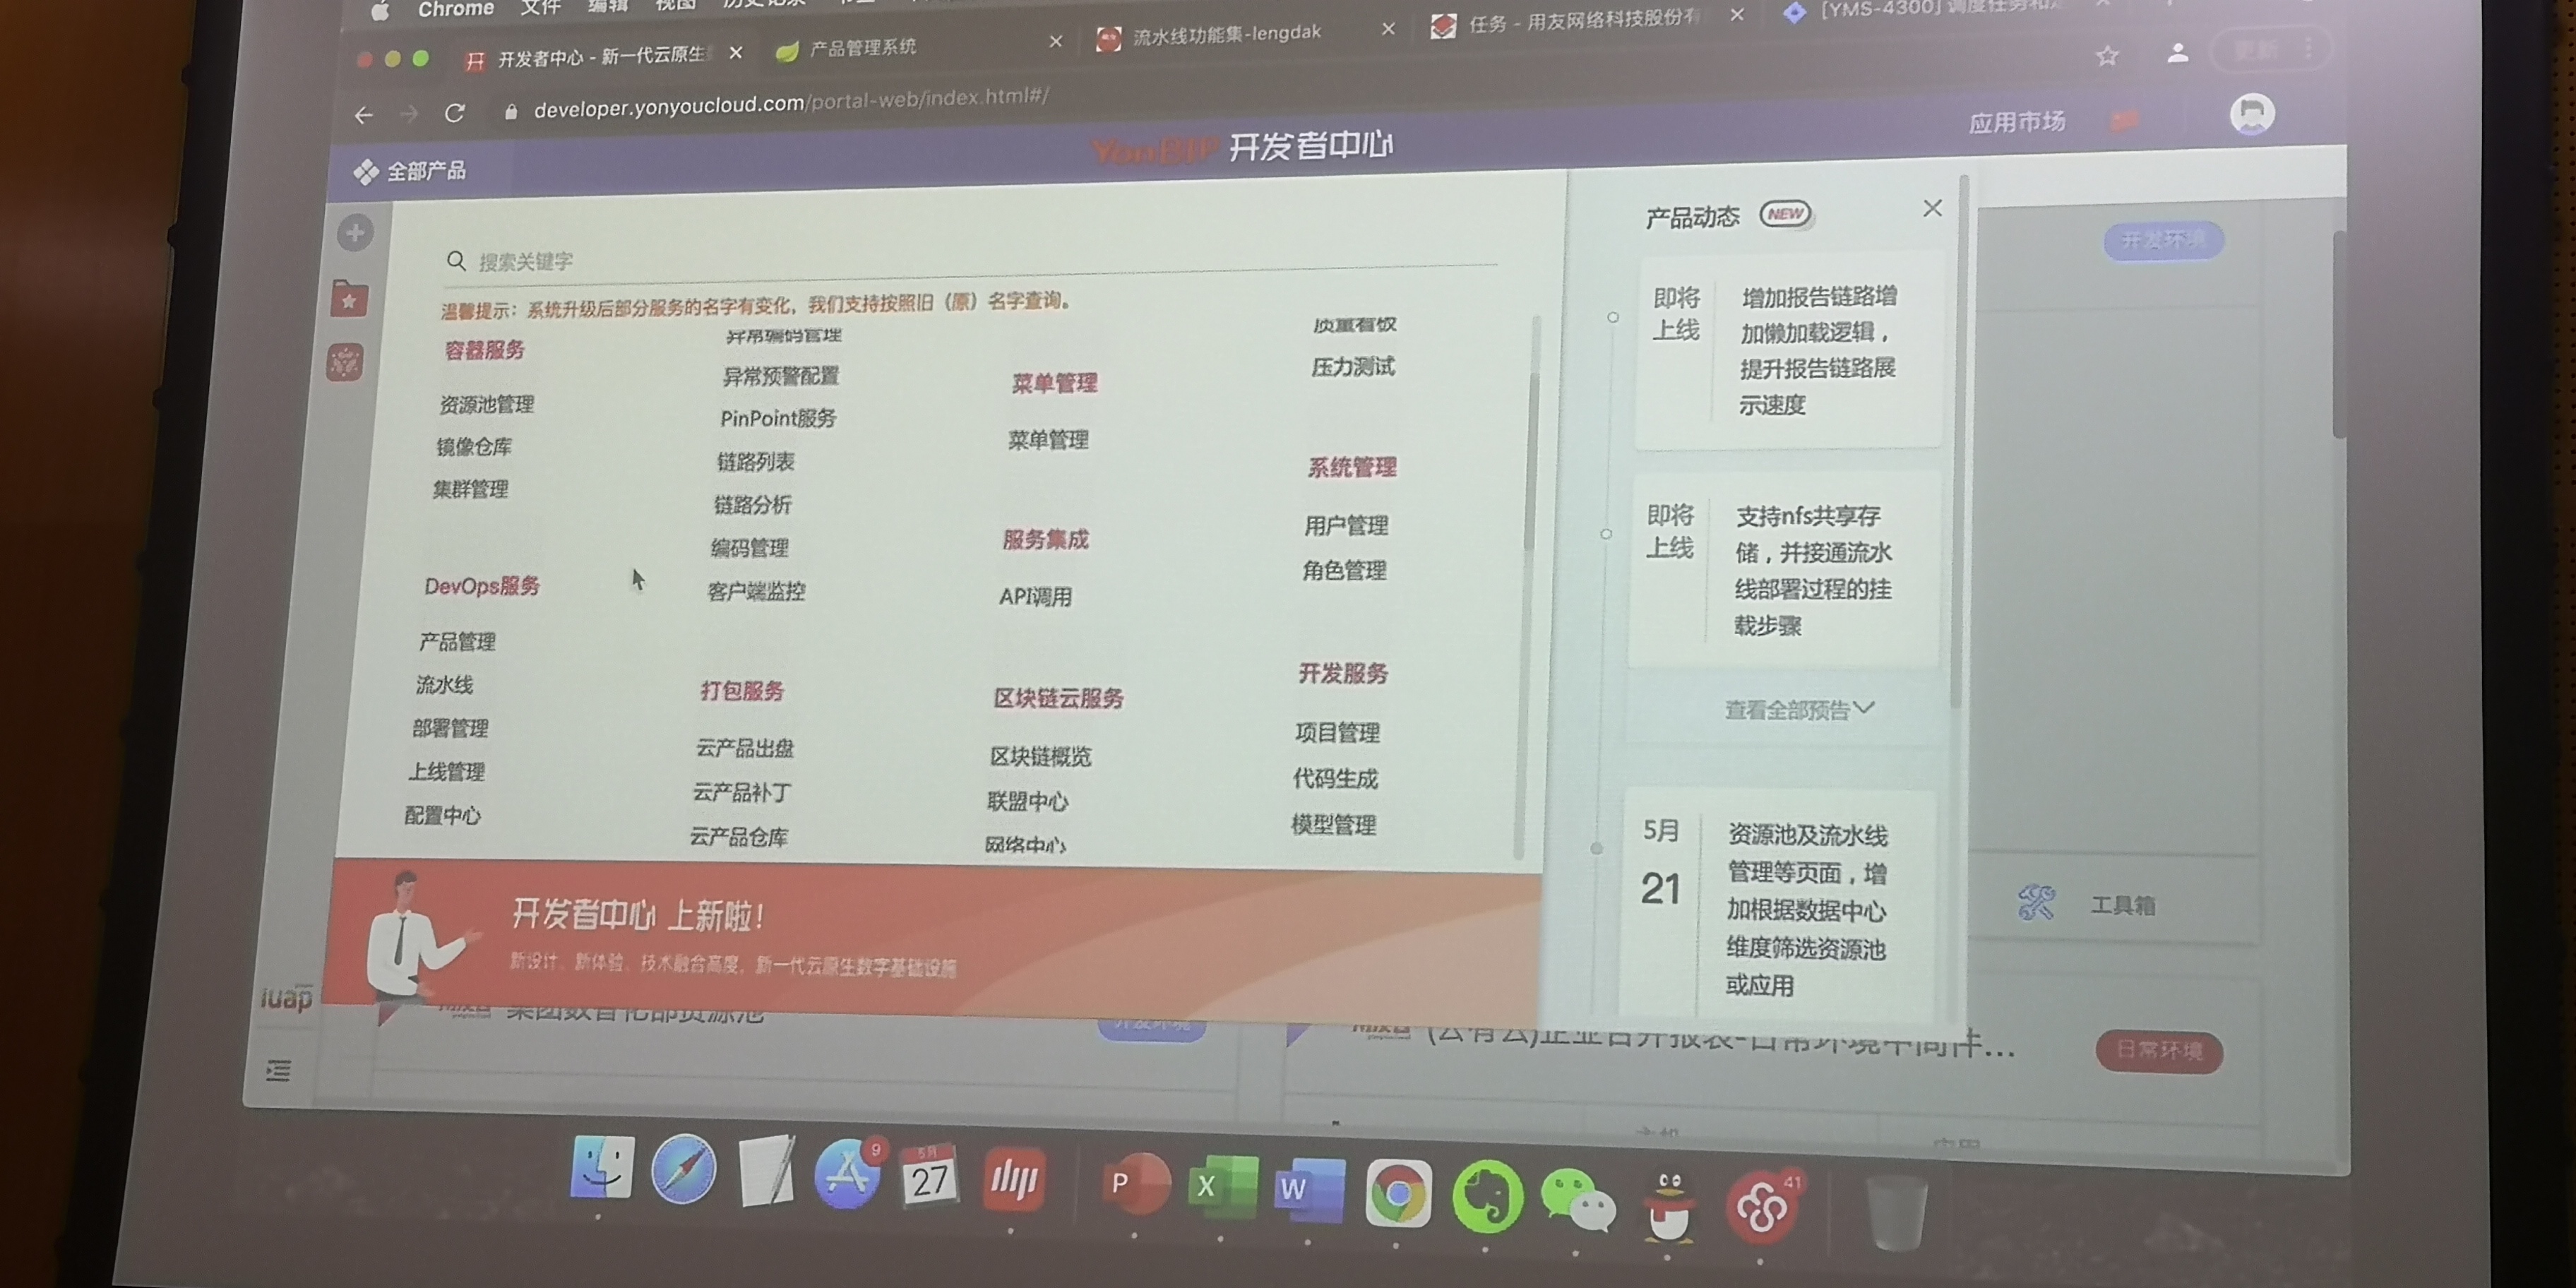 Chrome 文件 编辑 视图 历史记录
开发者中心 - 新一代云原生
产品管理系统
流水线功能集-lengdak
任务 - 用友网络科技股份有
[YMS-4300] 调度任务和
developer.yonyoucloud.com/portal-web/index.html#/
更新
全部产品
YonBIP 开发者中心
应用市场
搜索关键字
温馨提示：系统升级后部分服务的名字有变化，我们支持按照旧（原）名字查询。
容器服务
资源池管理
镜像仓库
集群管理
DevOps服务
产品管理
流水线
部署管理
上线管理
配置中心
异常编码管理
异常预警配置
PinPoint服务
链路列表
链路分析
编码管理
客户端监控
打包服务
云产品出盘
云产品补丁
云产品仓库
菜单管理
菜单管理
服务集成
API调用
区块链云服务
区块链概览
联盟中心
网络中心
质量看板
压力测试
系统管理
用户管理
角色管理
开发服务
项目管理
代码生成
模型管理
产品动态 NEW
即将上线
增加报告链路增
加懒加载逻辑，
提升报告链路展
示速度
即将上线
支持nfs共享存
储，并接通流水
线部署过程的挂
载步骤
查看全部预告
5月
21
资源池及流水线
管理等页面，增
加根据数据中心
维度筛选资源池
或应用
开发环境
工具箱
开发者中心 上新啦！
新设计、新体验、技术融合高度，新一代云原生数字基础设施
iuap
集团数智化部资源池
开发环境
(公有云)企业合并报表-日常环境中间件...
日常环境
主机
应用
9
5月
27
P
X
W
41